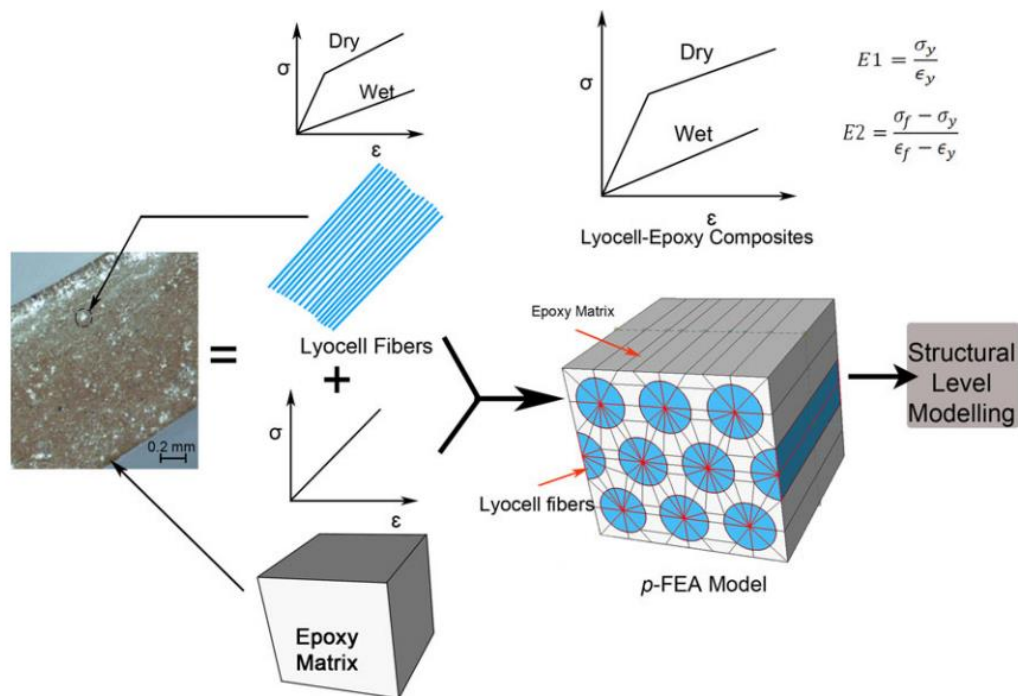 σ
Dry
Wet
ε
σ
Dry
Wet
ε
Lyocell-Epoxy Composites
E1 = σ_y / ϵ_y
E2 = (σ_f − σ_y) / (ϵ_f − ϵ_y)
0.2 mm
=
Lyocell Fibers
+
σ
ε
Epoxy
Matrix
Epoxy Matrix
Lyocell fibers
p-FEA Model
Structural
Level
Modelling